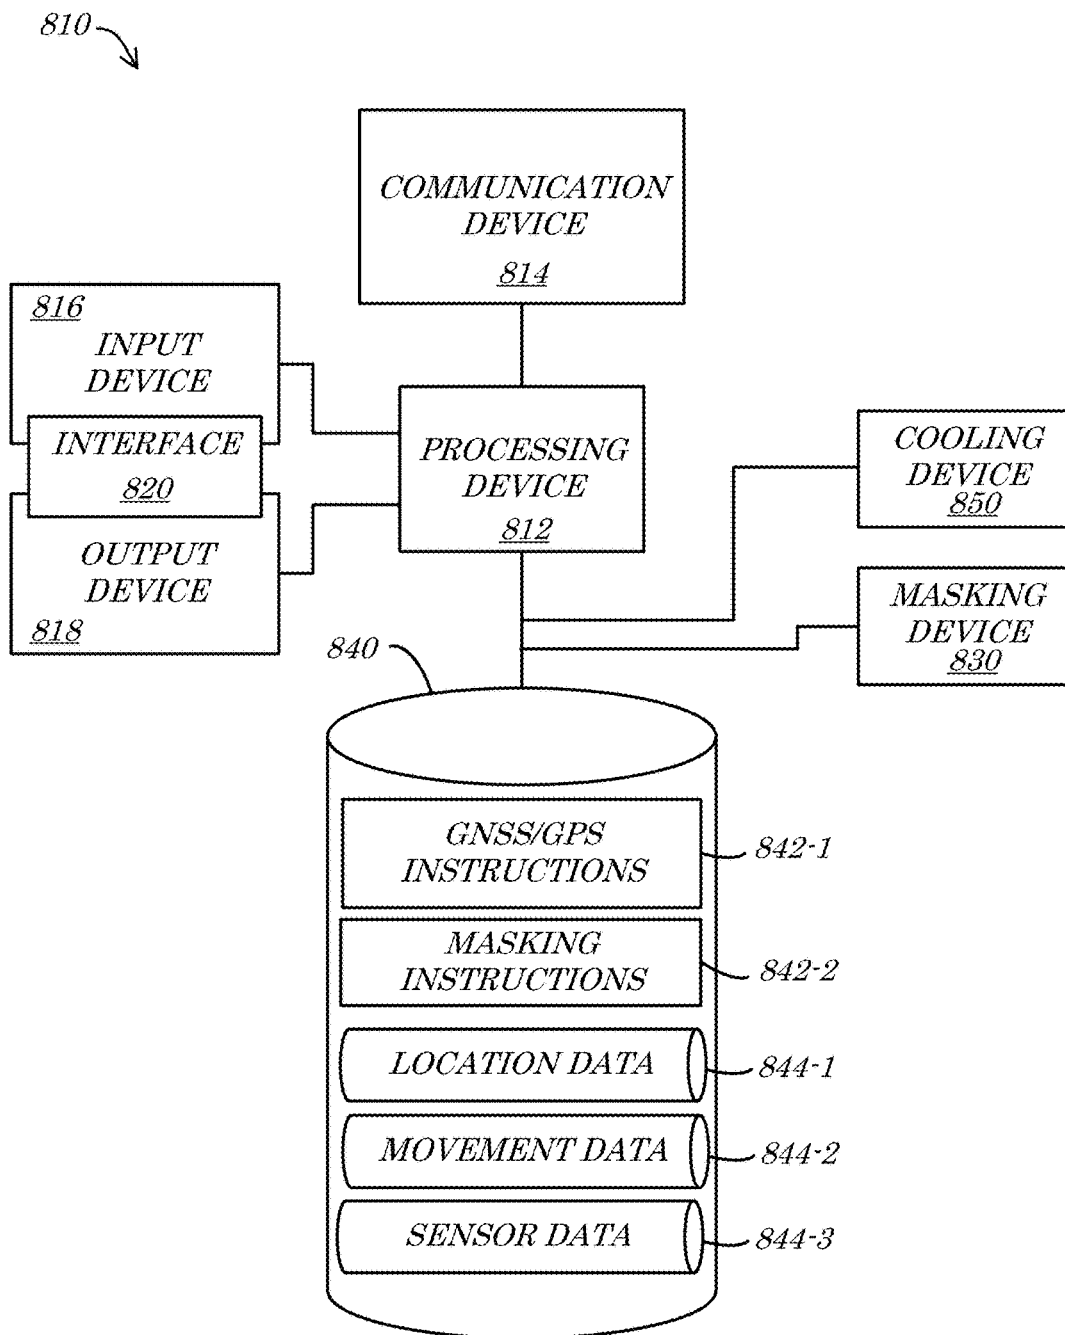 810
COMMUNICATION
DEVICE
814
816
INPUT
DEVICE
INTERFACE
820
OUTPUT
DEVICE
818
PROCESSING
DEVICE
812
COOLING
DEVICE
850
MASKING
DEVICE
830
840
GNSS/GPS
INSTRUCTIONS
842-1
MASKING
INSTRUCTIONS
842-2
LOCATION DATA
844-1
MOVEMENT DATA
844-2
SENSOR DATA
844-3